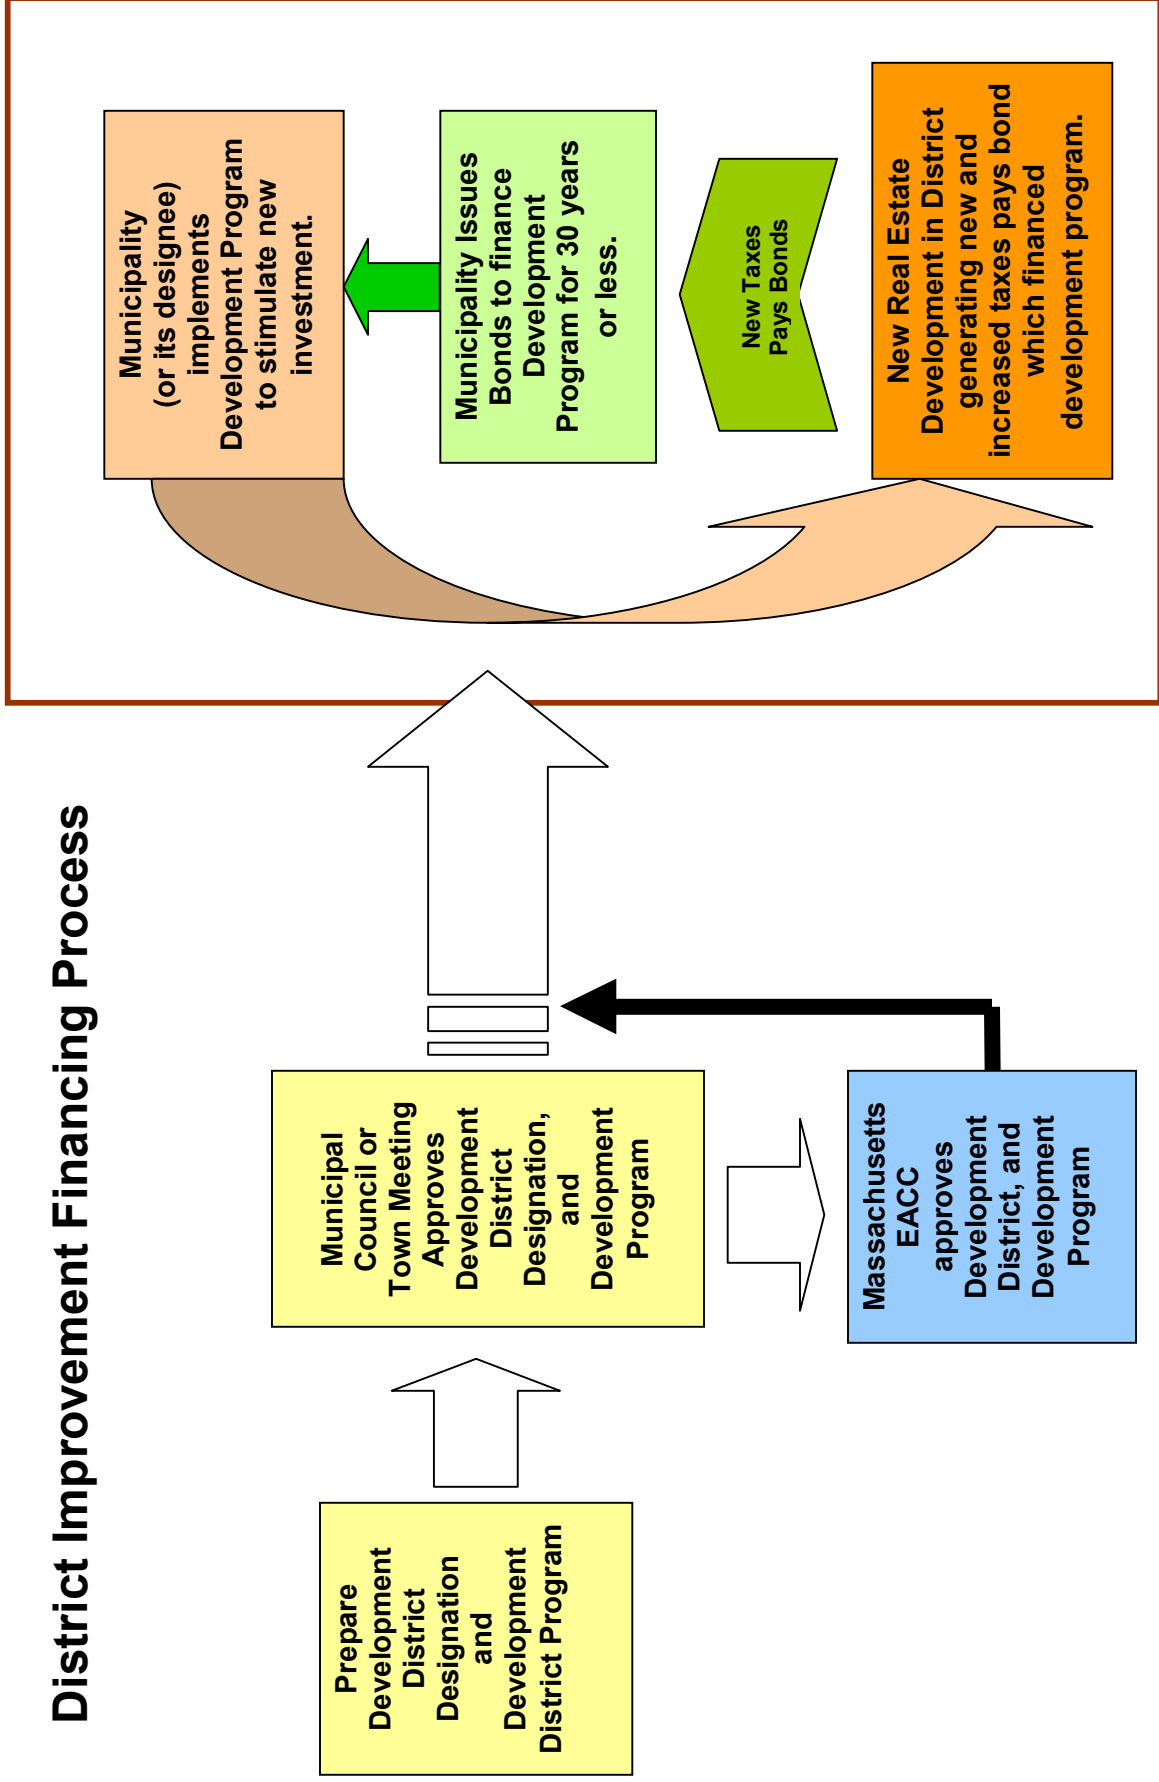 District Improvement Financing Process
Prepare
Development
District
Designation
and
Development
District Program
Municipal
Council or
Town Meeting
Approves
Development
District
Designation,
and
Development
Program
Massachusetts
EACC
approves
Development
District, and
Development
Program
Municipality
(or its designee)
implements
Development Program
to stimulate new
investment.
Municipality Issues
Bonds to finance
Development
Program for 30 years
or less.
New Taxes
Pays Bonds
New Real Estate
Development in District
generating new and
increased taxes pays bond
which financed
development program.